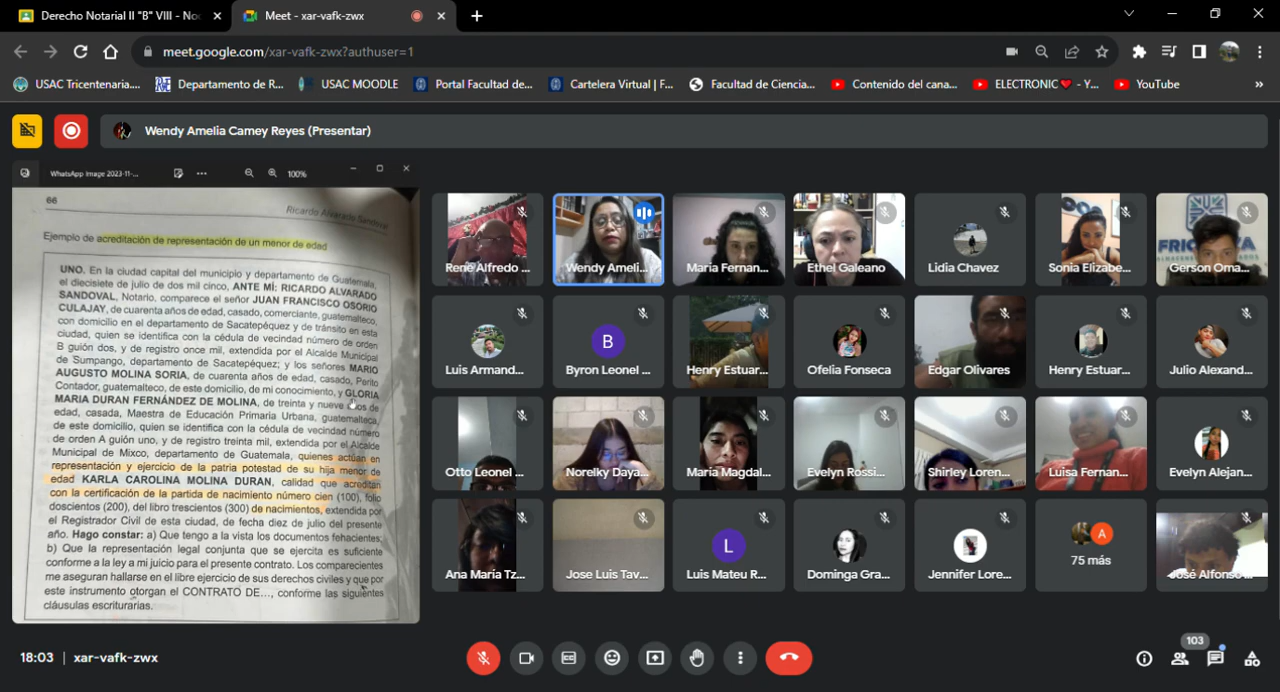 Derecho Notarial II "B" VIII - No
Meet - xar-vafk-zwx
meet.google.com/xar-vafk-zwx?authuser=1
USAC Tricentenaria....
Departamento de R...
USAC MOODLE
Portal Facultad de...
Cartelera Virtual | F...
Facultad de Ciencia...
Contenido del cana...
ELECTRONIC❤ - Y...
YouTube
»
Wendy Amelia Camey Reyes (Presentar)
WhatsApp Image 2023-11-...
100%
66
Ricardo Alvarado Sandoval
Ejemplo de acreditación de representación de un menor de edad
UNO. En la ciudad capital del municipio y departamento de Guatemala,
el diecisiete de julio de dos mil cinco, ANTE MÍ: RICARDO ALVARADO
SANDOVAL, Notario, comparece el señor JUAN FRANCISCO OSORIO
CULAJAY, de cuarenta años de edad, casado, comerciante, guatemalteco,
con domicilio en el departamento de Sacatepéquez y de tránsito en esta
ciudad, quien se identifica con la cédula de vecindad número de orden
B guión dos, y de registro once mil, extendida por el Alcalde Municipal
de Sumpango, departamento de Sacatepéquez; y los señores MARIO
AUGUSTO MOLINA SORIA, de cuarenta años de edad, casado, Perito
Contador, guatemalteco, de este domicilio, de mi conocimiento, y GLORIA
MARIA DURAN FERNÁNDEZ DE MOLINA, de treinta y nueve años de
edad, casada, Maestra de Educación Primaria Urbana, guatemalteca,
de este domicilio, quien se identifica con la cédula de vecindad número
de orden A guión uno, y de registro treinta mil, extendida por el Alcalde
Municipal de Mixco, departamento de Guatemala, quienes actúan en
representación y ejercicio de la patria potestad de su hija menor de
edad KARLA CAROLINA MOLINA DURAN, calidad que acreditan
con la certificación de la partida de nacimiento número cien (100), folio
doscientos (200), del libro trescientos (300) de nacimientos, extendida por
el Registrador Civil de esta ciudad, de fecha diez de julio del presente
año. Hago constar: a) Que tengo a la vista los documentos fehacientes;
b) Que la representación legal conjunta que se ejercita es suficiente
conforme a la ley a mi juicio para el presente contrato. Los comparecientes
me aseguran hallarse en el libre ejercicio de sus derechos civiles y que por
este instrumento otorgan el CONTRATO DE..., conforme las siguientes
cláusulas escriturarias.
René Alfredo ...
Wendy Ameli...
Maria Fernan...
Ethel Galeano
Lidia Chavez
Sonia Elizabe...
Gerson Oma...
Luis Armand...
B
Byron Leonel ...
Henry Estuar...
Ofelia Fonseca
Edgar Olivares
Henry Estuar...
Julio Alexand...
Otto Leonel ...
Norelky Daya...
María Magdal...
Evelyn Rossi...
Shirley Loren...
Luisa Fernan...
Evelyn Alejan...
Ana María Tz...
Jose Luis Tav...
L
Luis Mateu R...
Dominga Gra...
Jennifer Lore...
A
75 más
José Alfonso...
18:03 | xar-vafk-zwx
103